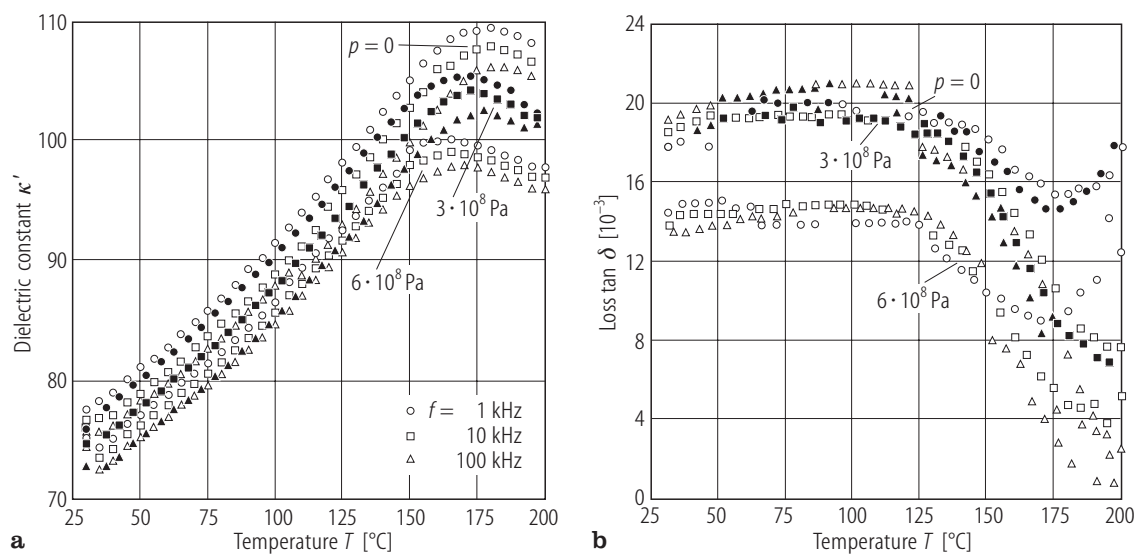 110
100
90
80
70
Dielectric constant κ′
p = 0
3 · 10⁸ Pa
6 · 10⁸ Pa
f = 1 kHz
10 kHz
100 kHz
25 50 75 100 125 150 175 200
Temperature T [°C]
a
24
20
16
12
8
4
0
Loss tan δ [10⁻³]
p = 0
3 · 10⁸ Pa
6 · 10⁸ Pa
25 50 75 100 125 150 175 200
Temperature T [°C]
b